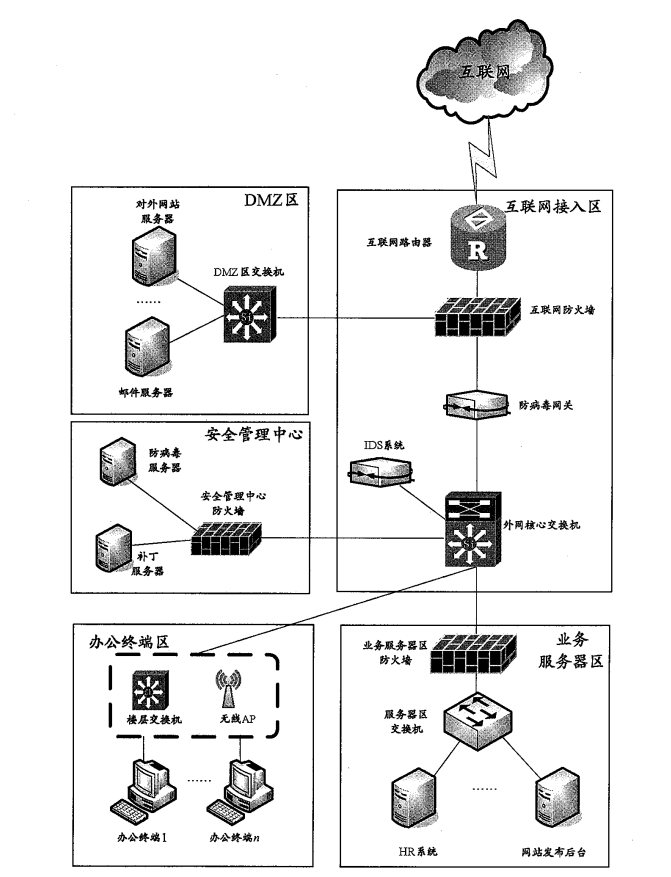 互联网
互联网接入区
互联网路由器
R
互联网防火墙
防病毒网关
IDS系统
外网核心交换机
Si
DMZ区
对外网站
服务器
DMZ区交换机
Si
……
邮件服务器
安全管理中心
防病毒
服务器
安全管理中心
防火墙
补丁
服务器
办公终端区
Si
楼层交换机
无线AP
……
办公终端1
办公终端n
业务
服务器区
业务服务器区
防火墙
服务器区
交换机
……
HR系统
网站发布后台